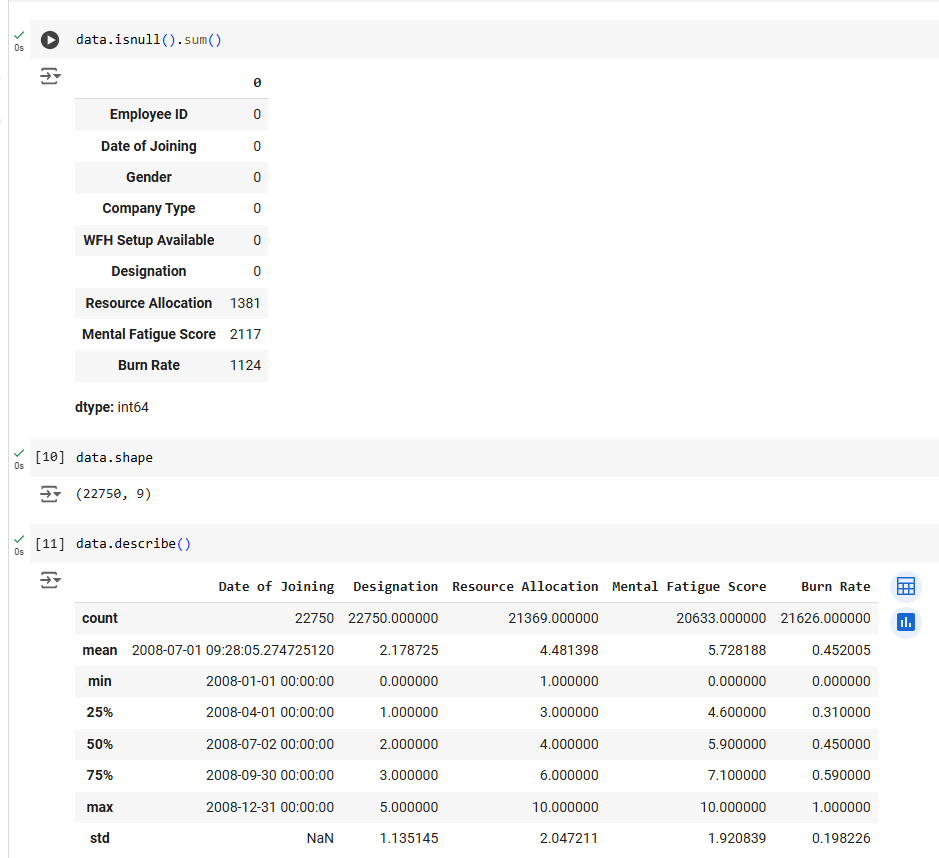 0s data.isnull().sum()
0
Employee ID 0
Date of Joining 0
Gender 0
Company Type 0
WFH Setup Available 0
Designation 0
Resource Allocation 1381
Mental Fatigue Score 2117
Burn Rate 1124
dtype: int64
0s [10] data.shape
(22750, 9)
0s [11] data.describe()
Date of Joining Designation Resource Allocation Mental Fatigue Score Burn Rate
count 22750 22750.000000 21369.000000 20633.000000 21626.000000
mean 2008-07-01 09:28:05.274725120 2.178725 4.481398 5.728188 0.452005
min 2008-01-01 00:00:00 0.000000 1.000000 0.000000 0.000000
25% 2008-04-01 00:00:00 1.000000 3.000000 4.600000 0.310000
50% 2008-07-02 00:00:00 2.000000 4.000000 5.900000 0.450000
75% 2008-09-30 00:00:00 3.000000 6.000000 7.100000 0.590000
max 2008-12-31 00:00:00 5.000000 10.000000 10.000000 1.000000
std NaN 1.135145 2.047211 1.920839 0.198226